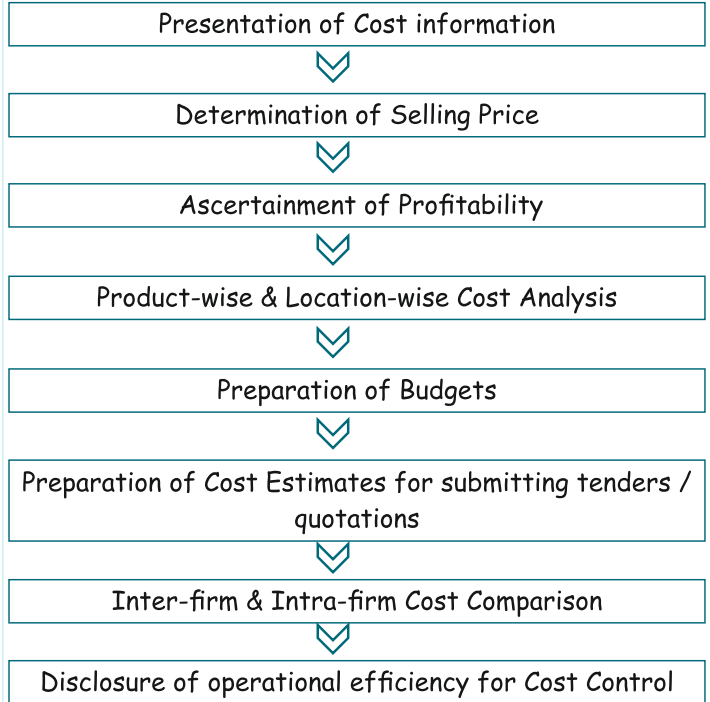 Presentation of Cost information
Determination of Selling Price
Ascertainment of Profitability
Product-wise & Location-wise Cost Analysis
Preparation of Budgets
Preparation of Cost Estimates for submitting tenders /
quotations
Inter-firm & Intra-firm Cost Comparison
Disclosure of operational efficiency for Cost Control